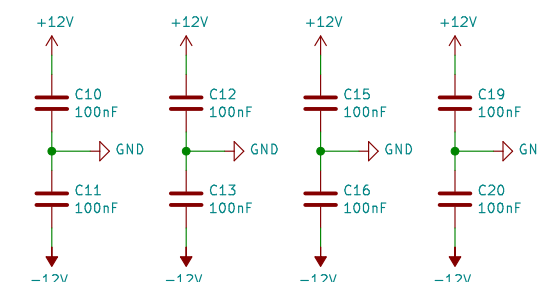 +12V +12V +12V +12V
C10 C12 C15 C19
100nF 100nF 100nF 100nF
GND GND GND GN
C11 C13 C16 C20
100nF 100nF 100nF 100nF
-12V -12V -12V -12V